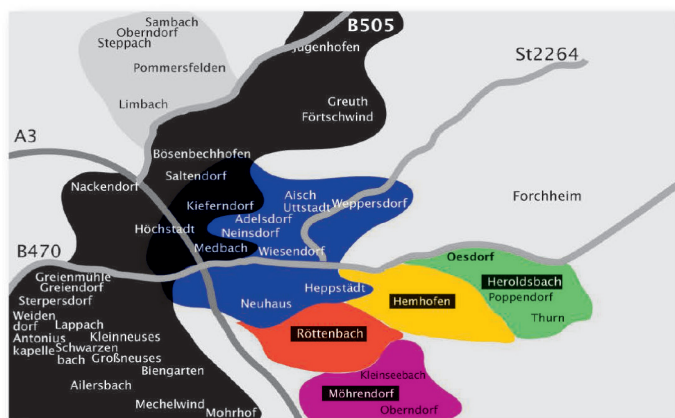 Sambach
Oberndorf
Steppach
Pommersfelden
Limbach
B505
Jugenhofen
St2264
Greuth
Förtschwind
A3
Bösenbechhofen
Saltendorf
Nackendorf
Kieferndorf
Aisch
Uttstadt
Weppersdorf
Forchheim
Adelsdorf
Neinsdorf
Höchstadt
Medbach
Wiesendorf
B470
Oesdorf
Greienmühle
Greiendorf
Sterpersdorf
Heppstädt
Heroldsbach
Poppendorf
Neuhaus
Hemhofen
Thurn
Weiden
dorf
Lappach
Antonius
kapelle
Kleinneuses
Schwarzen
bach
Großneuses
Röttenbach
Biengarten
Ailersbach
Kleinseebach
Möhrendorf
Mechelwind
Mohrhof
Oberndorf